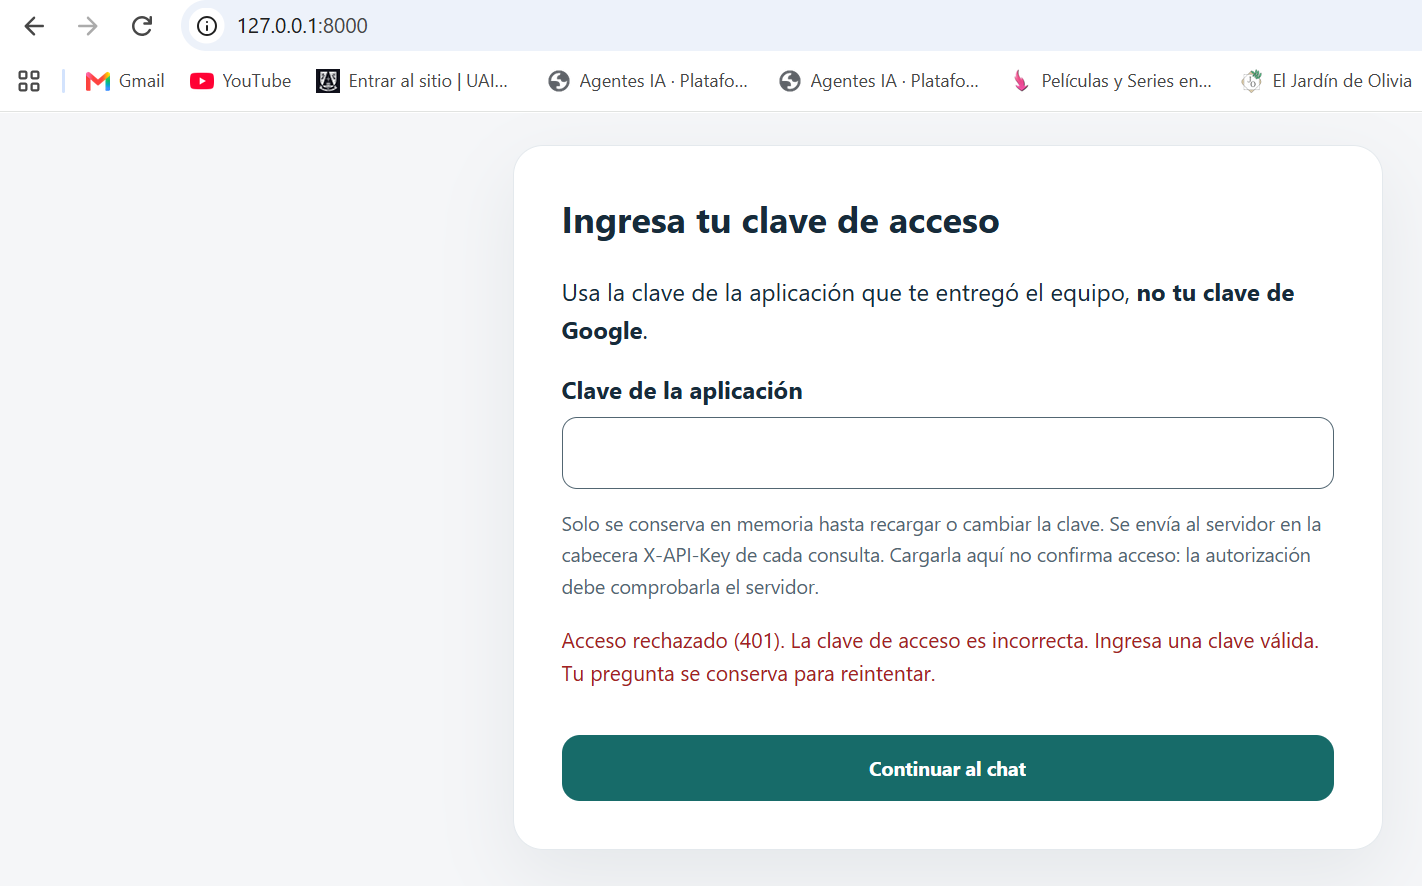 127.0.0.1:8000
Gmail
YouTube
Entrar al sitio | UAI...
Agentes IA · Platafo...
Agentes IA · Platafo...
Películas y Series en...
El Jardín de Olivia
Ingresa tu clave de acceso
Usa la clave de la aplicación que te entregó el equipo, no tu clave de
Google.
Clave de la aplicación
Solo se conserva en memoria hasta recargar o cambiar la clave. Se envía al servidor en la
cabecera X-API-Key de cada consulta. Cargarla aquí no confirma acceso: la autorización
debe comprobarla el servidor.
Acceso rechazado (401). La clave de acceso es incorrecta. Ingresa una clave válida.
Tu pregunta se conserva para reintentar.
Continuar al chat